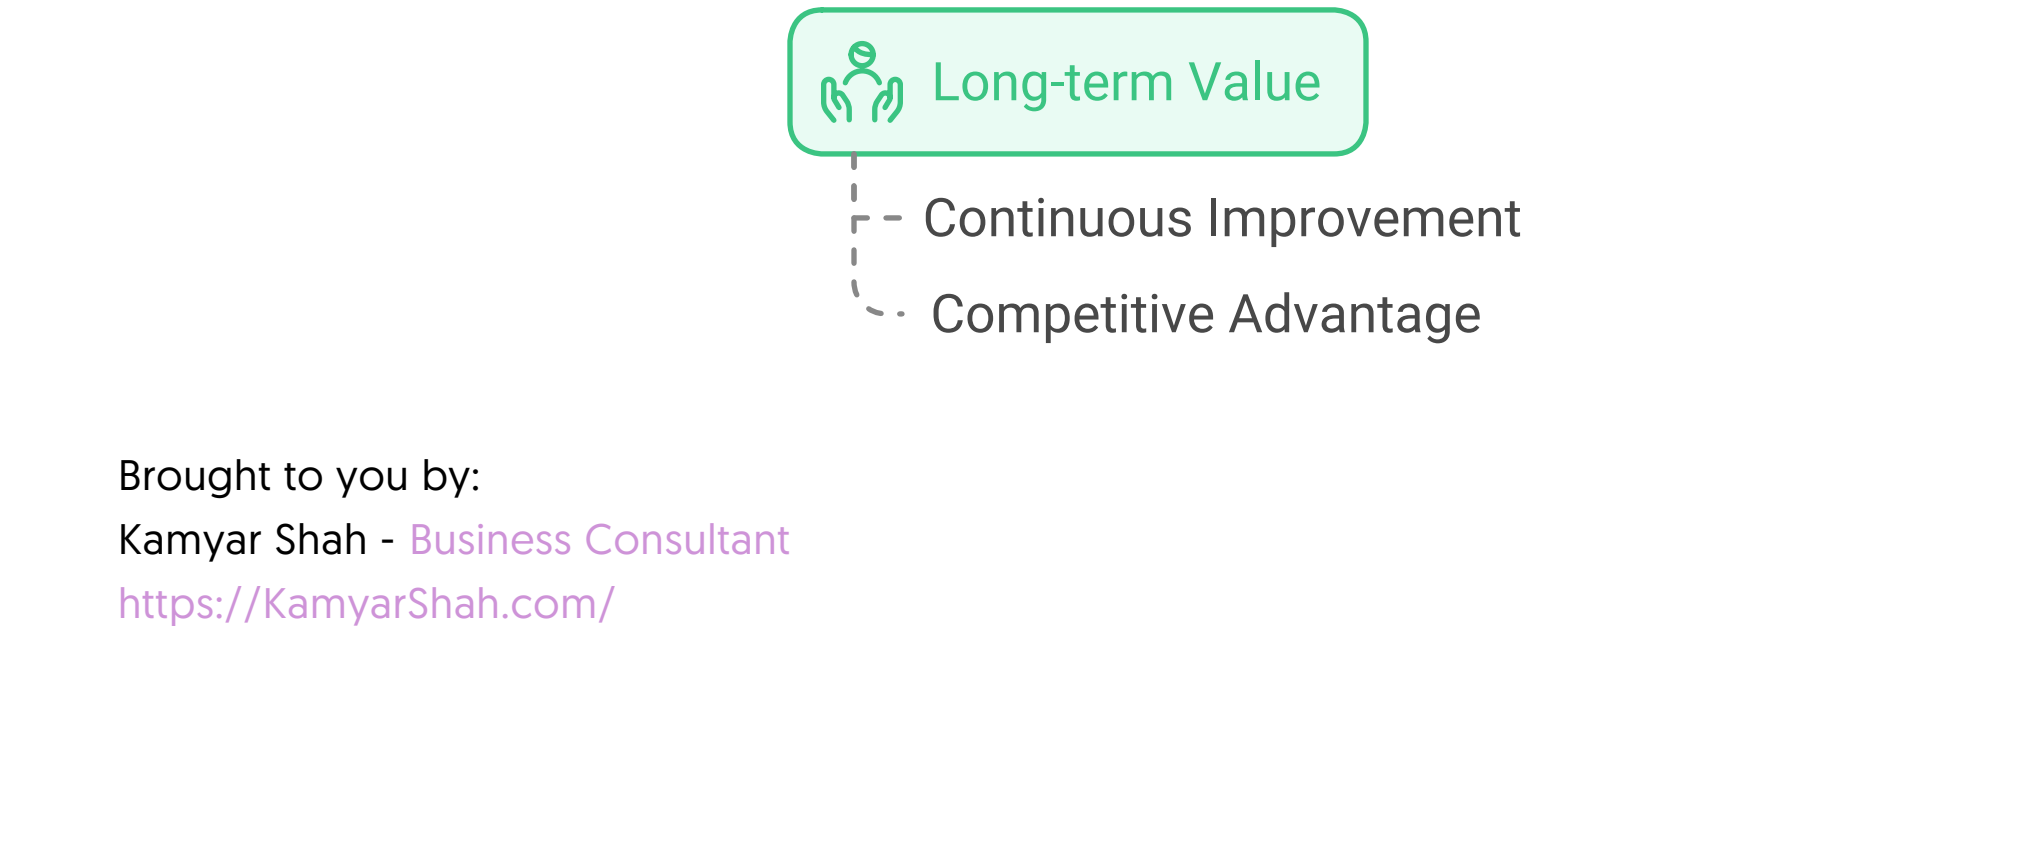 Long-term Value
Continuous Improvement
Competitive Advantage
Brought to you by:
Kamyar Shah - Business Consultant
https://KamyarShah.com/